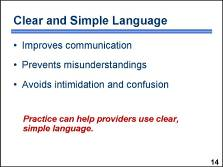 Clear and Simple Language
• Improves communication
• Prevents misunderstandings
• Avoids intimidation and confusion
Practice can help providers use clear,
simple language.
14